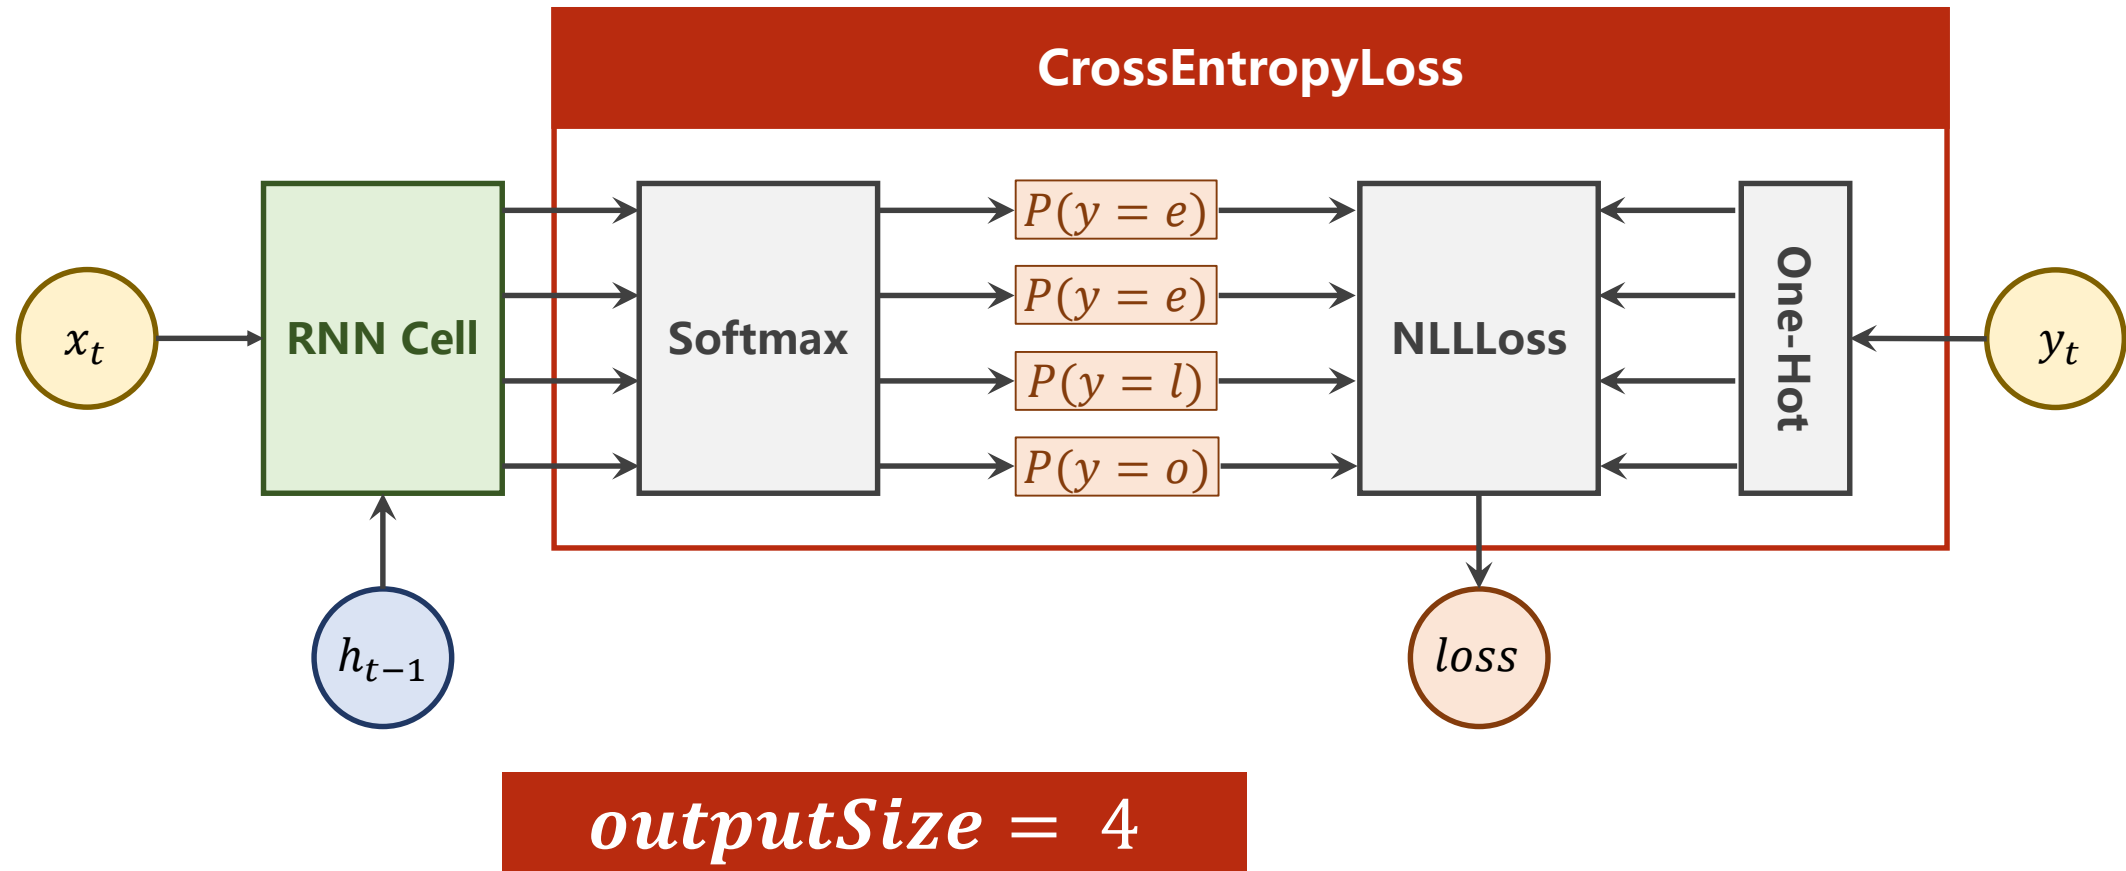 CrossEntropyLoss
x_t
RNN Cell
Softmax
P(y = e)
P(y = e)
P(y = l)
P(y = o)
NLLLoss
One-Hot
y_t
h_{t−1}
loss
outputSize = 4